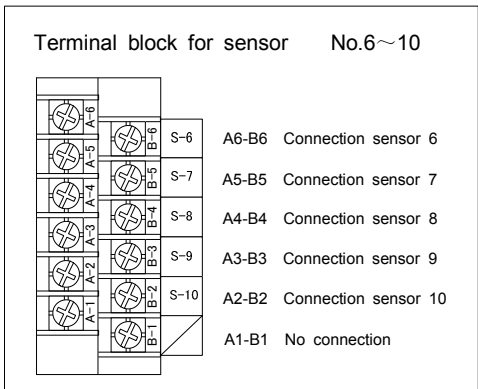 Terminal block for sensor No.6～10
A-6
B-6 S-6 A6-B6 Connection sensor 6
A-5
B-5 S-7 A5-B5 Connection sensor 7
A-4
B-4 S-8 A4-B4 Connection sensor 8
A-3
B-3 S-9 A3-B3 Connection sensor 9
A-2
B-2 S-10 A2-B2 Connection sensor 10
A-1
B-1 A1-B1 No connection